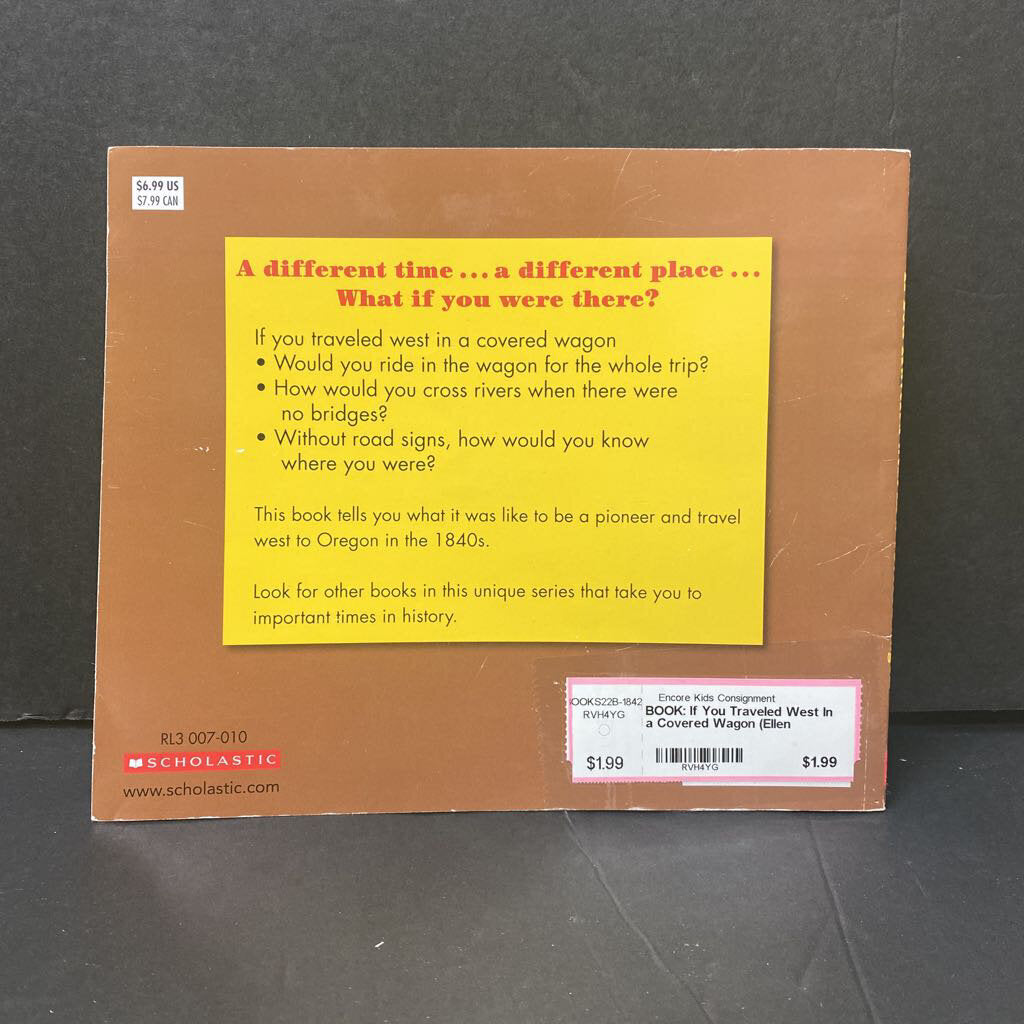 $6.99 US
$7.99 CAN
A different time ... a different place ...
What if you were there?
If you traveled west in a covered wagon
• Would you ride in the wagon for the whole trip?
• How would you cross rivers when there were
no bridges?
• Without road signs, how would you know
where you were?
This book tells you what it was like to be a pioneer and travel
west to Oregon in the 1840s.
Look for other books in this unique series that take you to
important times in history.
RL3 007-010
SCHOLASTIC
www.scholastic.com
OOKS22B-1842
RVH4YG
$1.99
Encore Kids Consignment
BOOK: If You Traveled West In
a Covered Wagon (Ellen
RVH4YG
$1.99